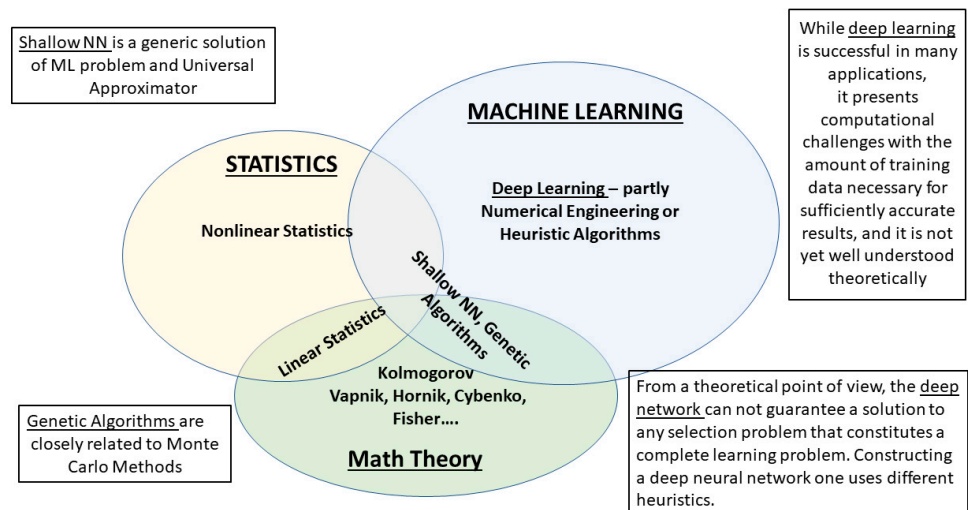 Shallow NN is a generic solution
of ML problem and Universal
Approximator
While deep learning
is successful in many
applications,
it presents
computational
challenges with the
amount of training
data necessary for
sufficiently accurate
results, and it is not
yet well understood
theoretically
MACHINE LEARNING
STATISTICS
Deep Learning – partly
Numerical Engineering or
Heuristic Algorithms
Nonlinear Statistics
Shallow NN, Genetic
Algorithms
Linear Statistics
Kolmogorov
Vapnik, Hornik, Cybenko,
Fisher….
Math Theory
Genetic Algorithms are
closely related to Monte
Carlo Methods
From a theoretical point of view, the deep
network can not guarantee a solution to
any selection problem that constitutes a
complete learning problem. Constructing
a deep neural network one uses different
heuristics.